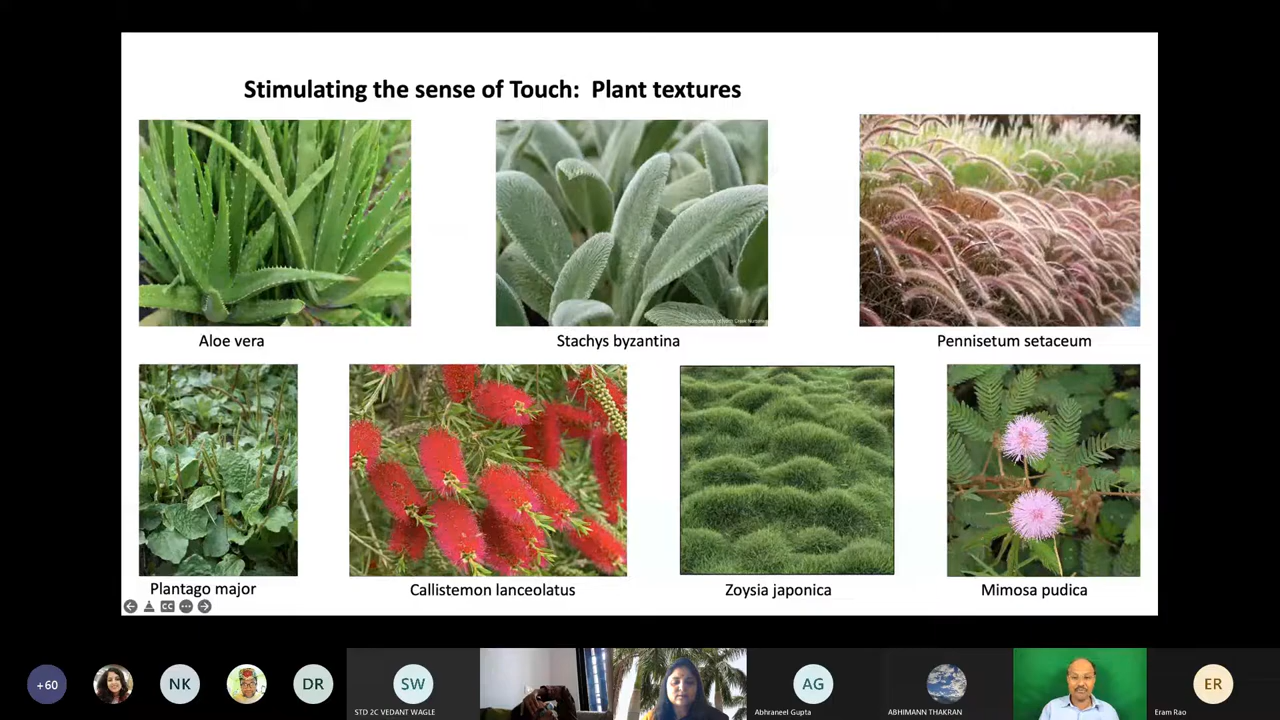 Stimulating the sense of Touch:  Plant textures
Aloe vera
Stachys byzantina
Pennisetum setaceum
Plantago major
Callistemon lanceolatus
Zoysia japonica
Mimosa pudica
CC
+60
NK
DR
SW
STD 2C VEDANT WAGLE
AG
Abhraneel Gupta
ABHIMANN THAKRAN
ER
Eram Rao